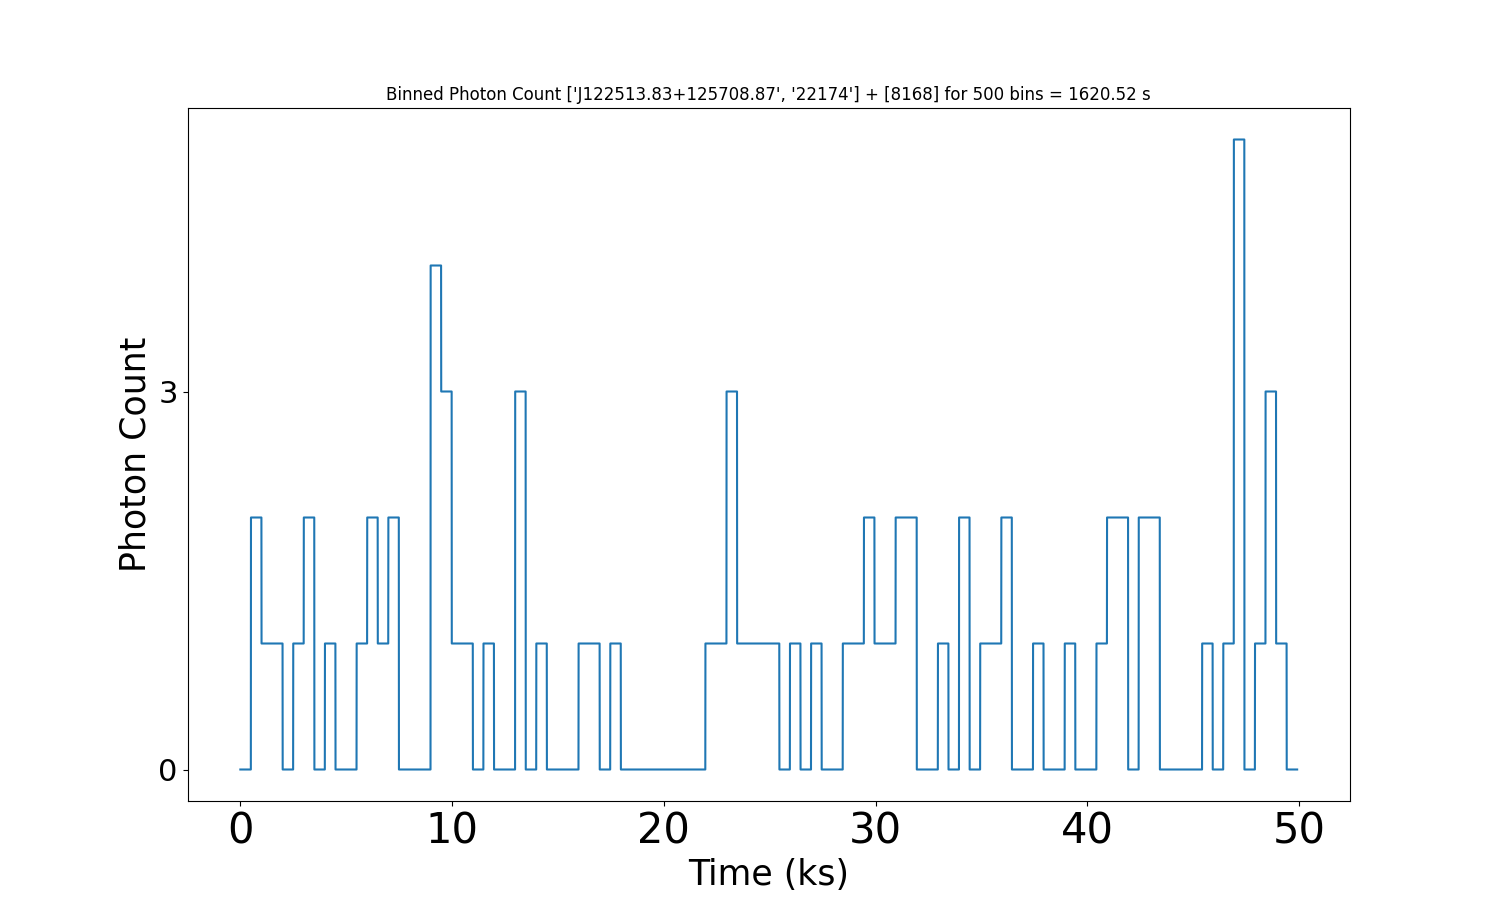 Binned Photon Count ['J122513.83+125708.87', '22174'] + [8168] for 500 bins = 1620.52 s
Photon Count
3
0
0 10 20 30 40 50
Time (ks)